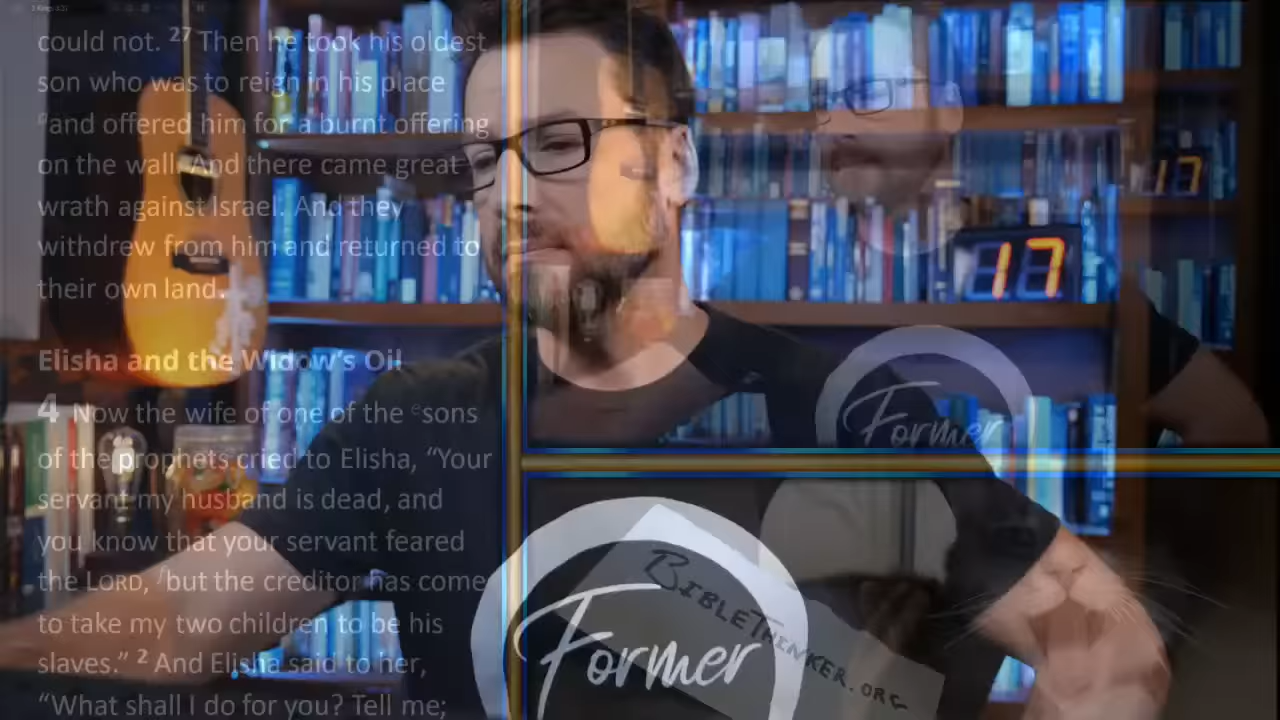 could not. 27 Then he took his oldest
son who was to reign in his place
and offered him for a burnt offering
on the wall. And there came great
wrath against Israel. And they
withdrew from him and returned to
their own land.
Elisha and the Widow's Oil
4 Now the wife of one of the esons
of the prophets cried to Elisha, “Your
servant my husband is dead, and
you know that your servant feared
the LORD, fbut the creditor has come
to take my two children to be his
slaves.” 2 And Elisha said to her,
“What shall I do for you? Tell me;
17
17
Former
Former
BIBLETHINKER.ORG